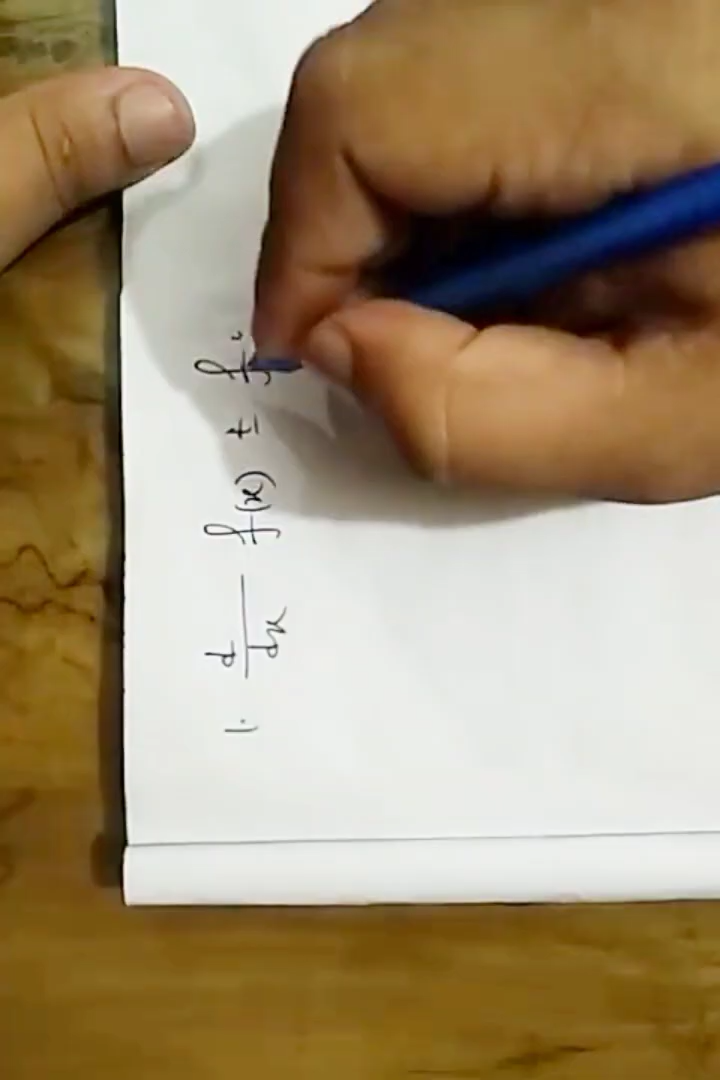 1. d/dx f(x) ± f